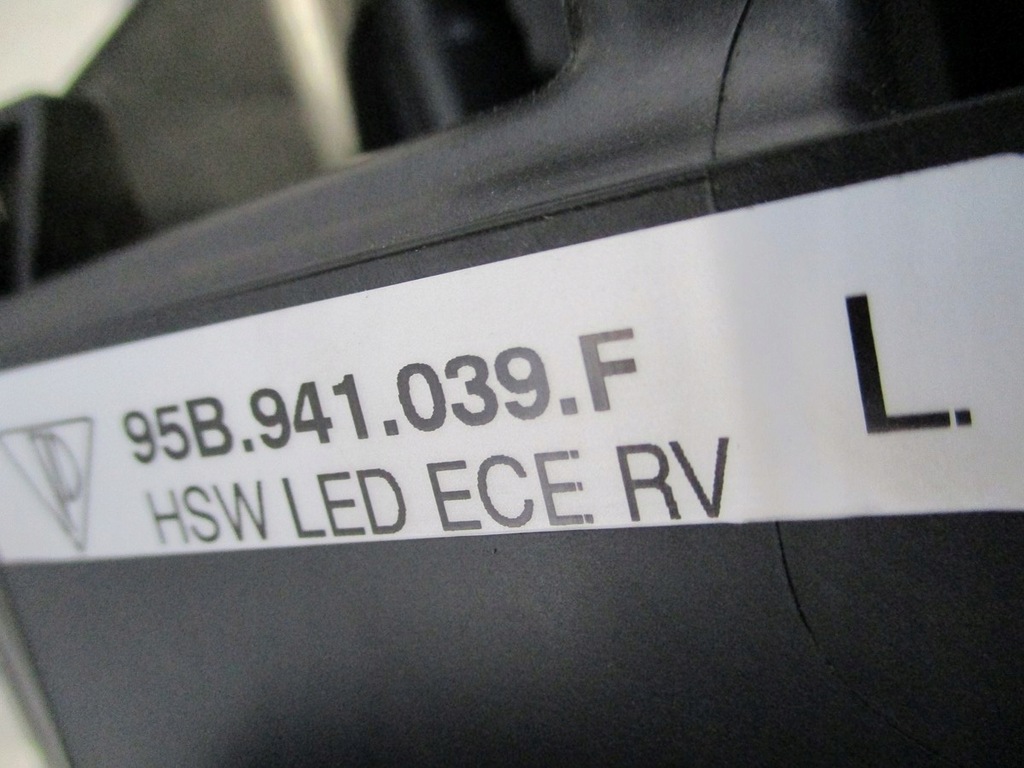 95B.941.039.F
HSW LED ECE RV
L.